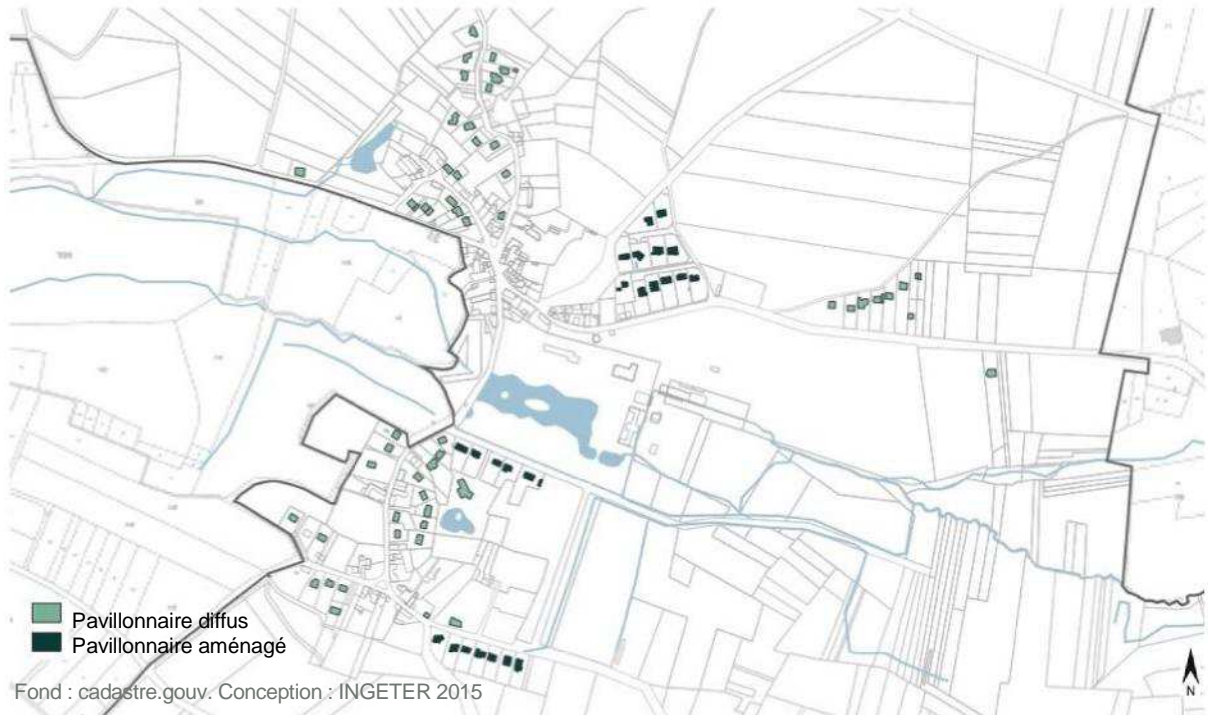 Pavillonnaire diffus
Pavillonnaire aménagé
Fond : cadastre.gouv. Conception : INGETER 2015
N